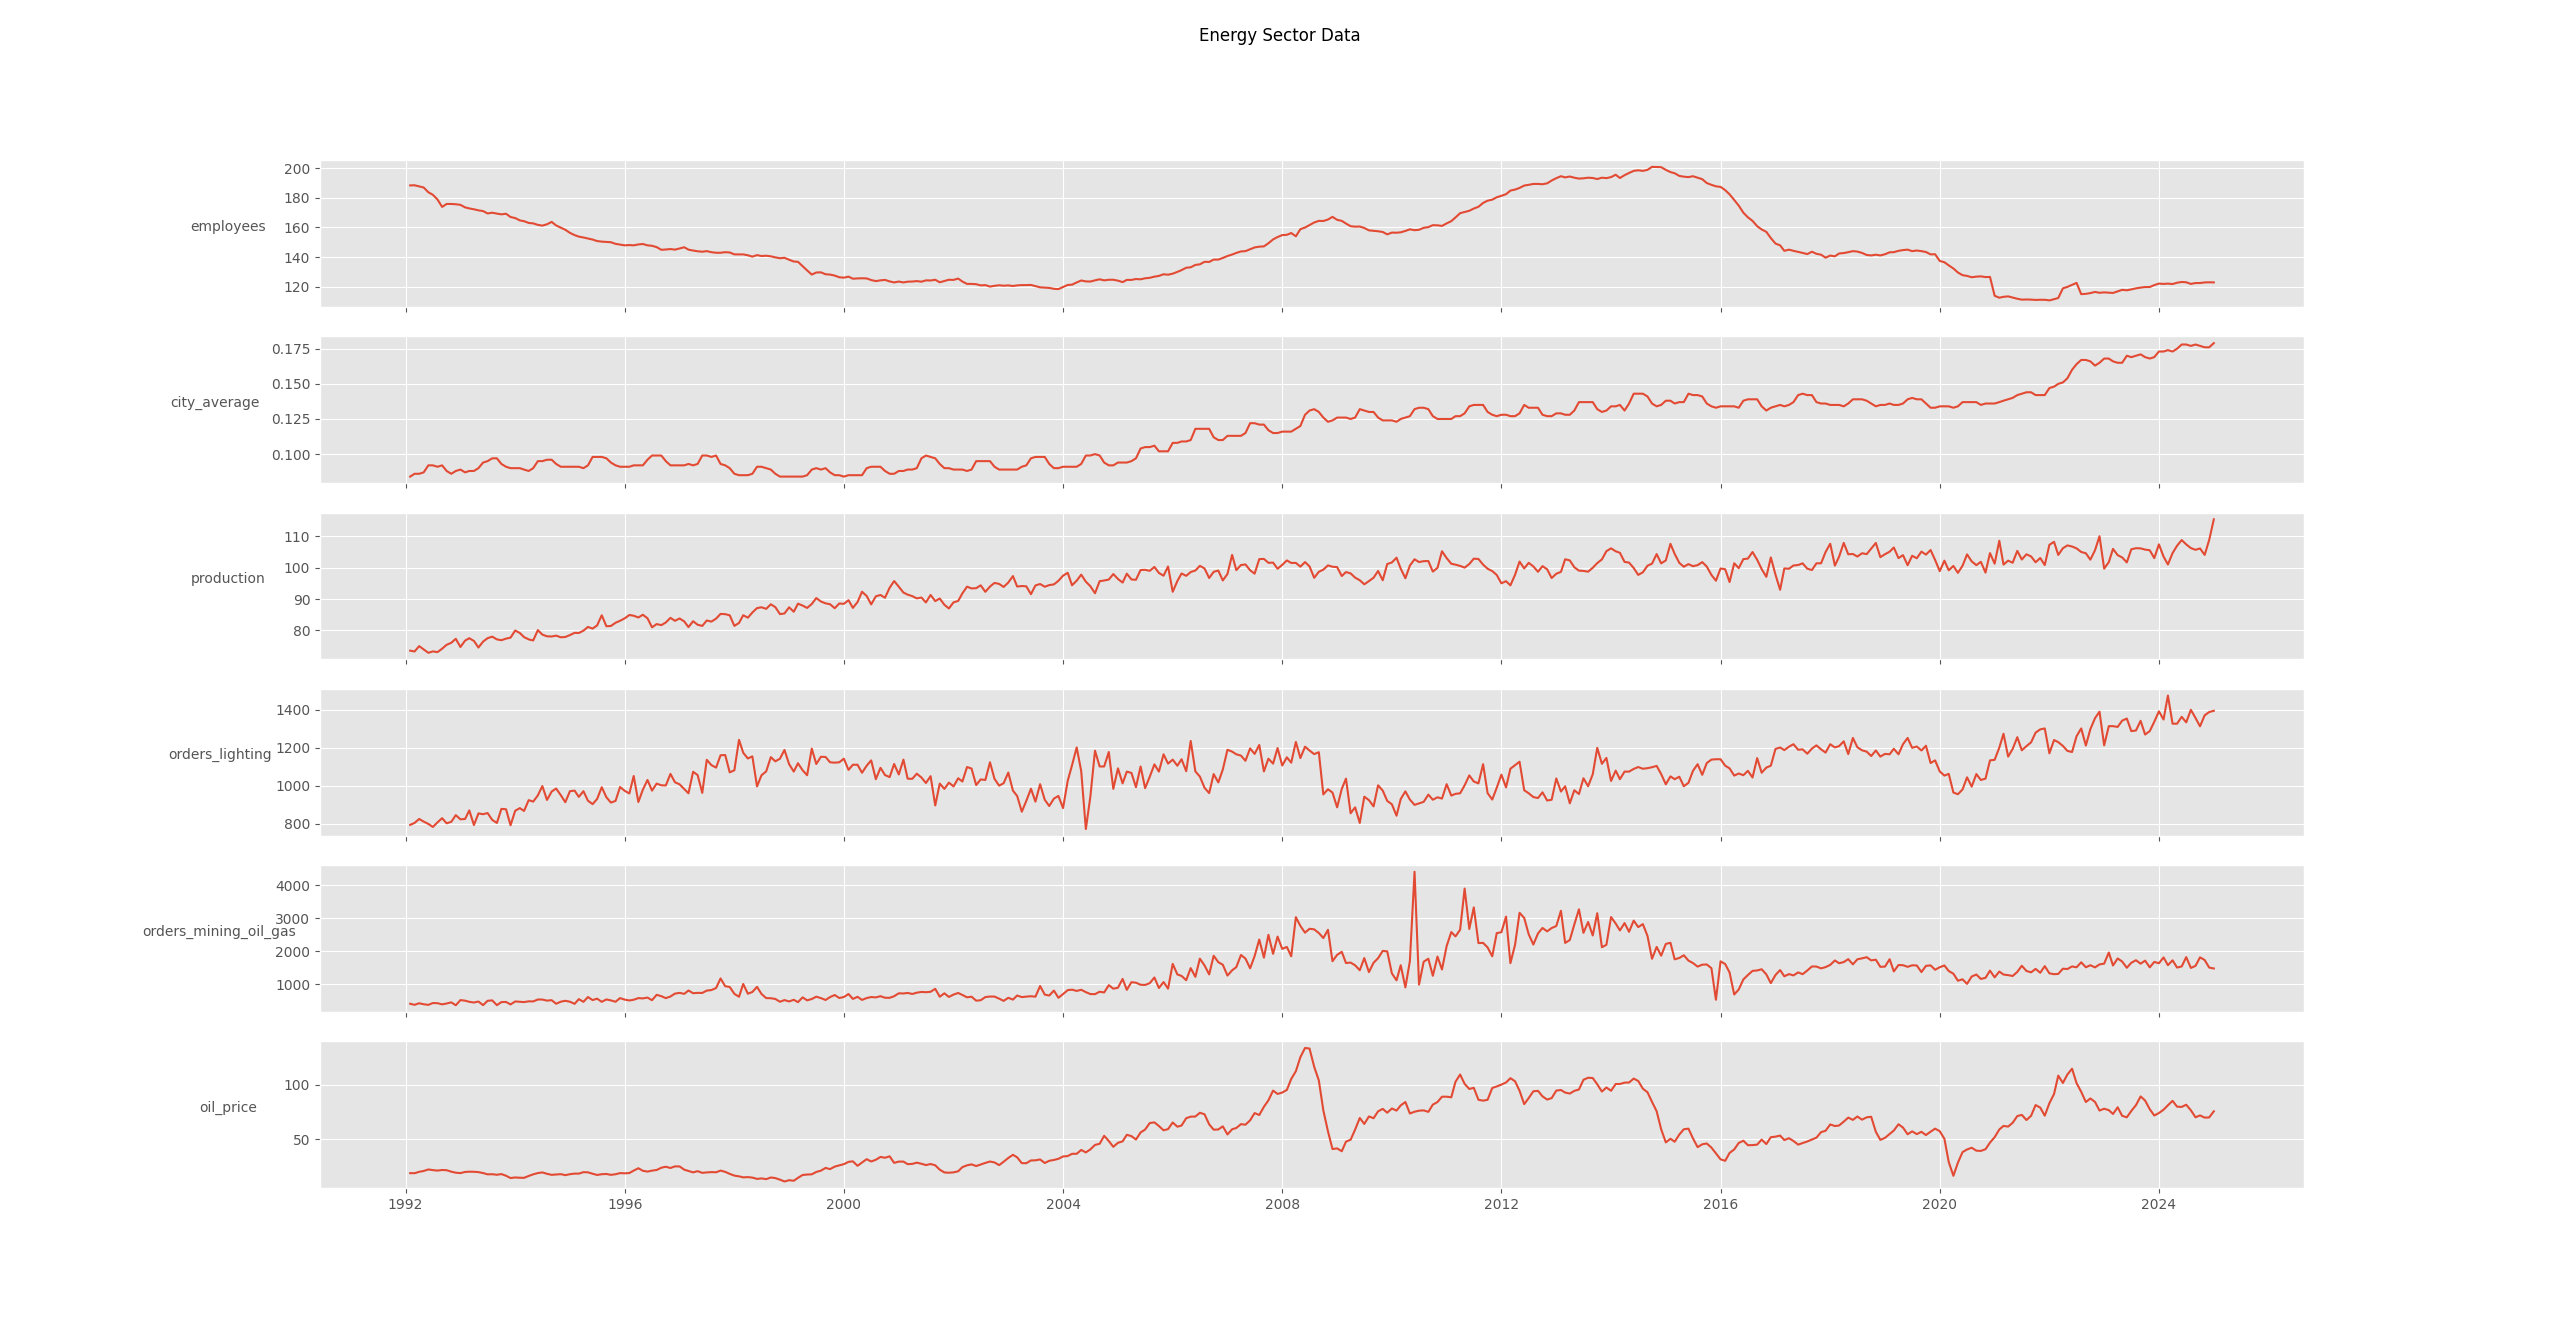 Energy Sector Data
200
180
employees 160
140
120
0.175
0.150
city_average
0.125
0.100
110
100
production
90
80
1400
1200
orders_lighting
1000
800
4000
3000
orders_mining_oil_gas
2000
1000
100
oil_price
50
1992 1996 2000 2004 2008 2012 2016 2020 2024